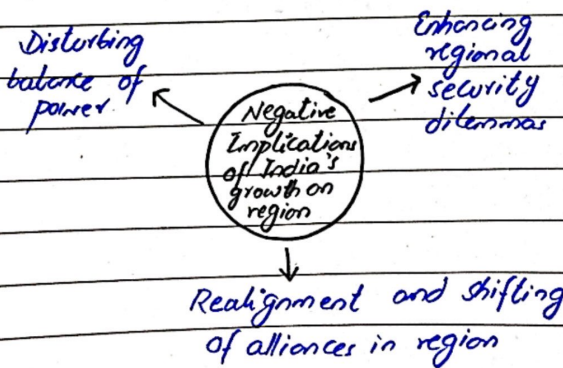 Disturbing
balance of
power
Negative
Implications
of India's
growth on
region
Enhancing
regional
security
dilemmas
Realignment and shifting
of alliances in region